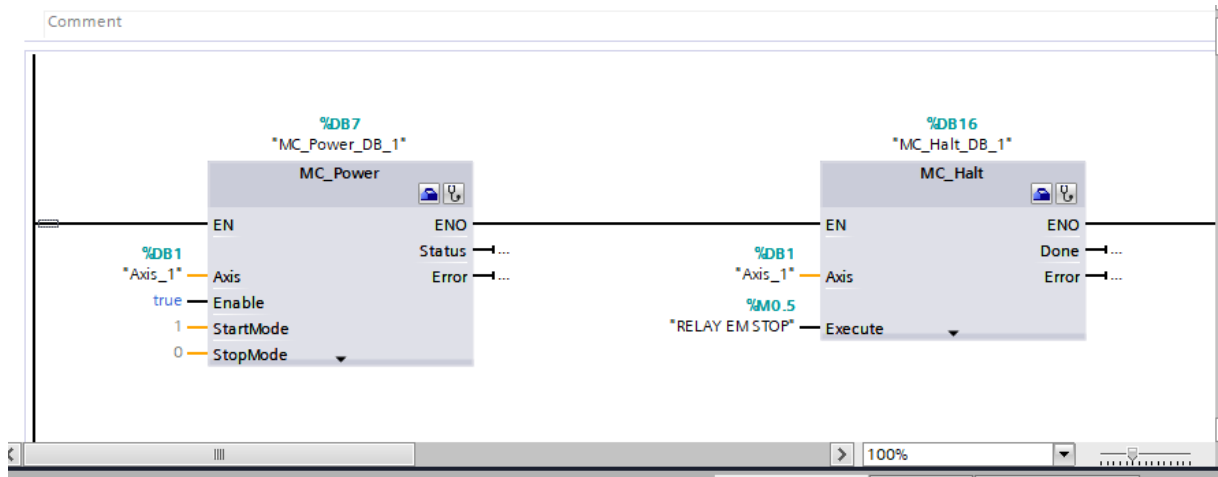 Comment
%DB7
"MC_Power_DB_1"
MC_Power
EN
ENO
%DB1
"Axis_1"
Axis
Status
...
true
Enable
Error
...
1
StartMode
0
StopMode
%DB16
"MC_Halt_DB_1"
MC_Halt
EN
ENO
%DB1
"Axis_1"
Axis
Done
...
Error
...
%M0.5
"RELAY EM STOP"
Execute
100%